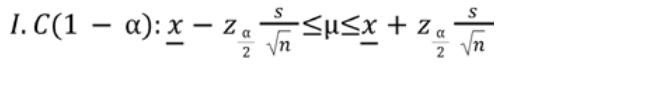 I. C(1 − α): x̲ − z_{α/2} s/√n ≤μ≤ x̲ + z_{α/2} s/√n